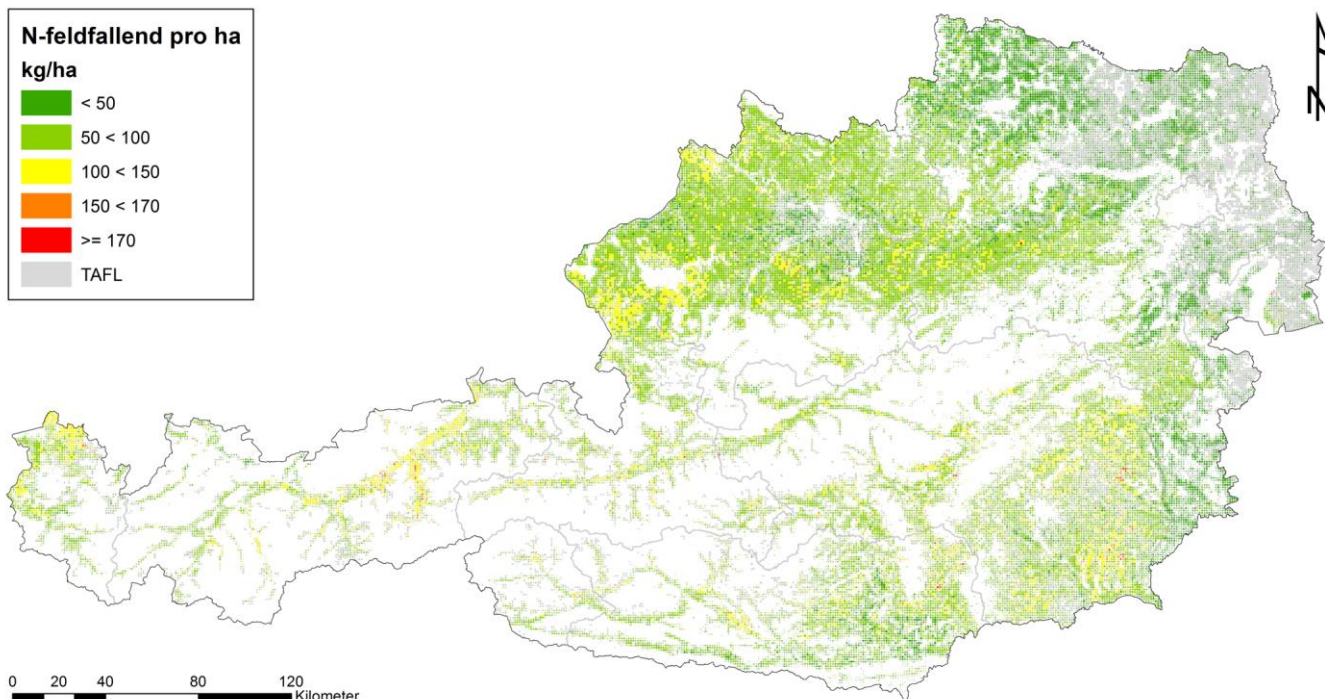 N-feldfallend pro ha
kg/ha
< 50
50 < 100
100 < 150
150 < 170
>= 170
TAFL
N
0 20 40 80 120
Kilometer